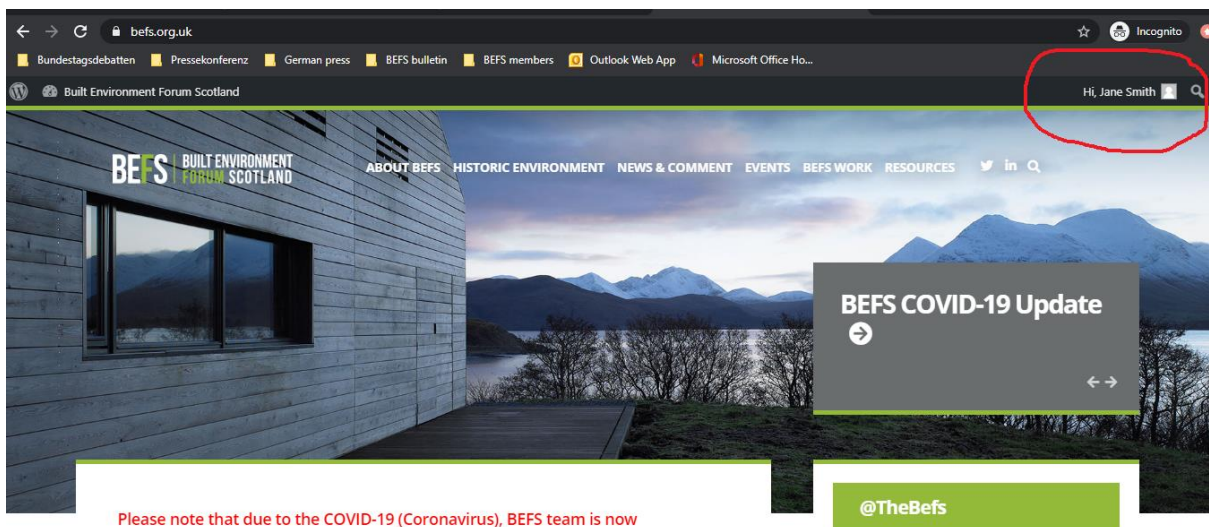 befs.org.uk
Incognito
Bundestagsdebatten Pressekonferenz German press BEFS bulletin BEFS members Outlook Web App Microsoft Office Ho...
Built Environment Forum Scotland
Hi, Jane Smith
BEFS BUILT ENVIRONMENT
FORUM SCOTLAND
ABOUT BEFS HISTORIC ENVIRONMENT NEWS & COMMENT EVENTS BEFS WORK RESOURCES
BEFS COVID-19 Update
@TheBefs
Please note that due to the COVID-19 (Coronavirus), BEFS team is now